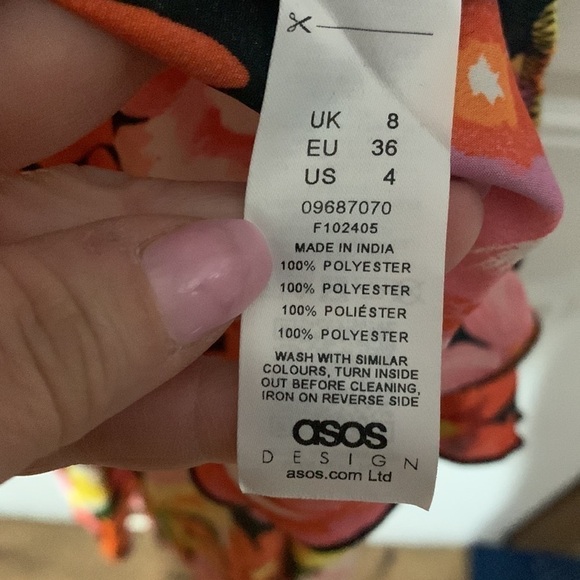 UK 8
EU 36
US 4
09687070
F102405
MADE IN INDIA
100% POLYESTER
100% POLYESTER
100% POLIÉSTER
100% POLYESTER
WASH WITH SIMILAR
COLOURS, TURN INSIDE
OUT BEFORE CLEANING,
IRON ON REVERSE SIDE
asos
DESIGN
asos.com Ltd